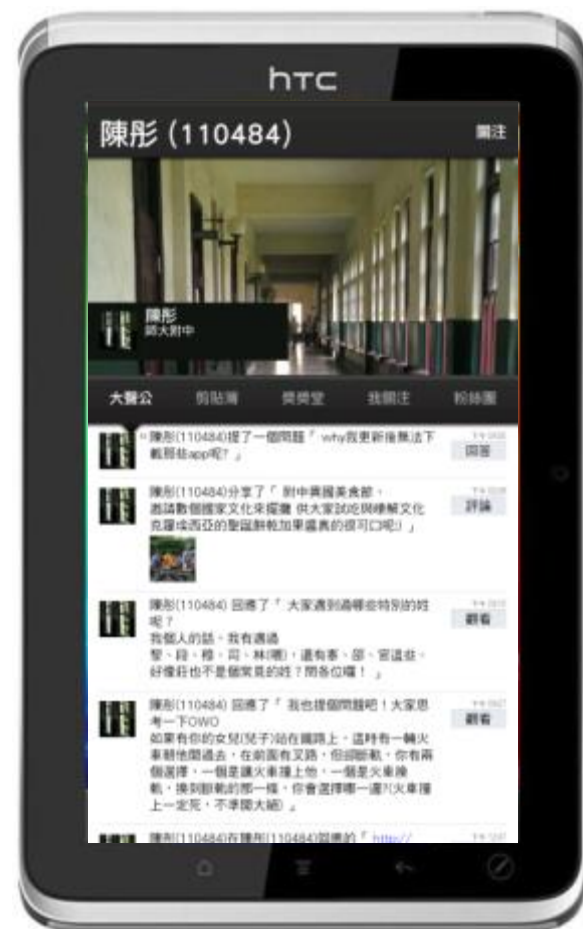 hTC
陳彤 (110484)
關注
陳彤
師大附中
大聲公
剪貼簿
獎獎堂
我關注
粉絲團
陳彤(110484)提了一個問題「 why我更新後無法下
載那些app呢? 」
回答
陳彤(110484)分享了「 附中異國美食節,
邀請數個國家文化來擺攤 供大家試吃與瞭解文化
克羅埃西亞的聖誕餅乾加果醬真的很可口呢:) 」
評論
陳彤(110484) 回應了「 大家遇到過哪些特別的姓
呢?
我個人的話,我有遇過
黎、段、穆、司、林(嗯),還有
好像莊也不是個常見的姓?問各位囉! 」
觀看
陳彤(110484) 回應了「 我也提個問題吧!大家思
考一下OWO
如果有你的女兒(兒子)站在鐵路上,這時有一輛火
車朝他開過去,在前面有叉路,但卻斷軌,你有兩
個選擇,一個是讓火車撞上他,一個是火車換
軌,換到斷軌的那一條,你會選擇哪一邊?(火車撞
上一定死,不準開大絕) 」
觀看
陳彤(110484)在陳彤(110484)回應的「 http://